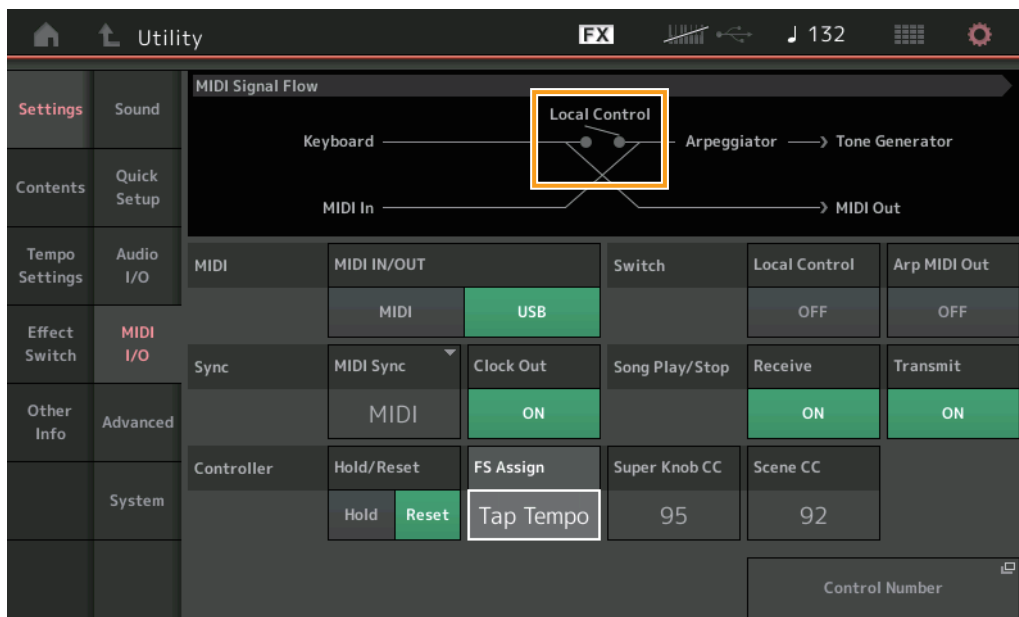 Utility FX ♩ 132
MIDI Signal Flow
Local Control
Keyboard Arpeggiator Tone Generator
MIDI In MIDI Out
Settings
Contents
Tempo
Settings
Effect
Switch
Other
Info
Sound
Quick
Setup
Audio
I/O
MIDI
I/O
Advanced
System
MIDI MIDI IN/OUT Switch Local Control Arp MIDI Out
MIDI USB OFF OFF
Sync MIDI Sync Clock Out Song Play/Stop Receive Transmit
MIDI ON ON ON
Controller Hold/Reset FS Assign Super Knob CC Scene CC
Hold Reset Tap Tempo 95 92
Control Number